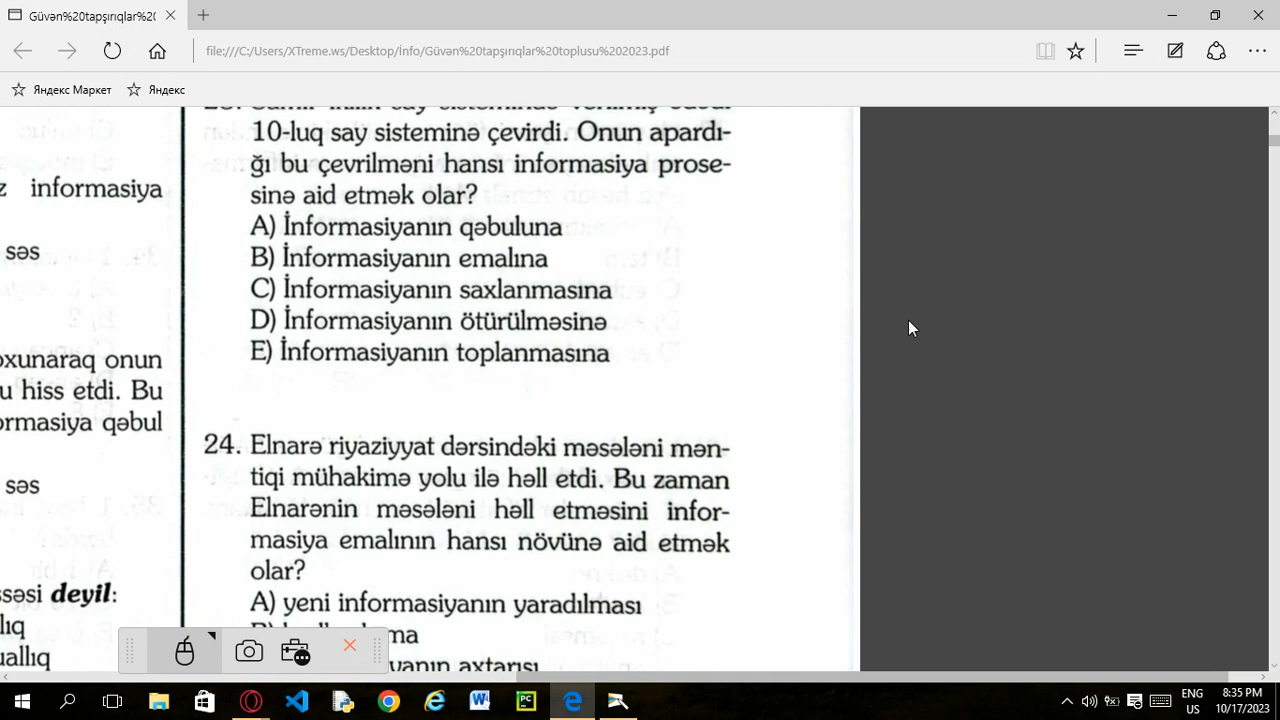 Güvən%20tapşırıqlar%20t
file:///C:/Users/XTreme.ws/Desktop/İnfo/Güvən%20tapşırıqlar%20toplusu%202023.pdf
Яндекс Маркет
Яндекс
z informasiya
səs
oxunaraq onun
u hiss etdi. Bu
ormasiya qəbul
səs
ssəsi deyil:
lıq
uallıq
10-luq say sisteminə çevirdi. Onun apardı-
ğı bu çevrilməni hansı informasiya prose-
sinə aid etmək olar?
A) İnformasiyanın qəbuluna
B) İnformasiyanın emalına
C) İnformasiyanın saxlanmasına
D) İnformasiyanın ötürülməsinə
E) İnformasiyanın toplanmasına
24. Elnarə riyaziyyat dərsindəki məsələni mən-
tiqi mühakimə yolu ilə həll etdi. Bu zaman
Elnarənin məsələni həll etməsini infor-
masiya emalının hansı növünə aid etmək
olar?
A) yeni informasiyanın yaradılması
ma
yanın axtarışı
ENG
US
8:35 PM
10/17/2023